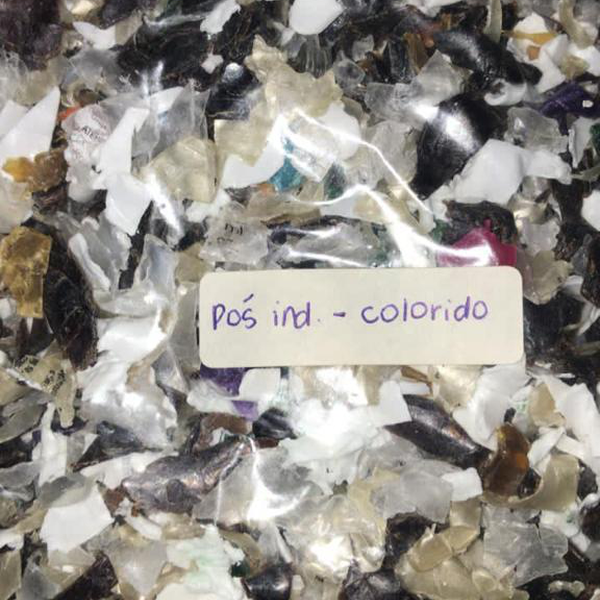 Pós ind. - colorido